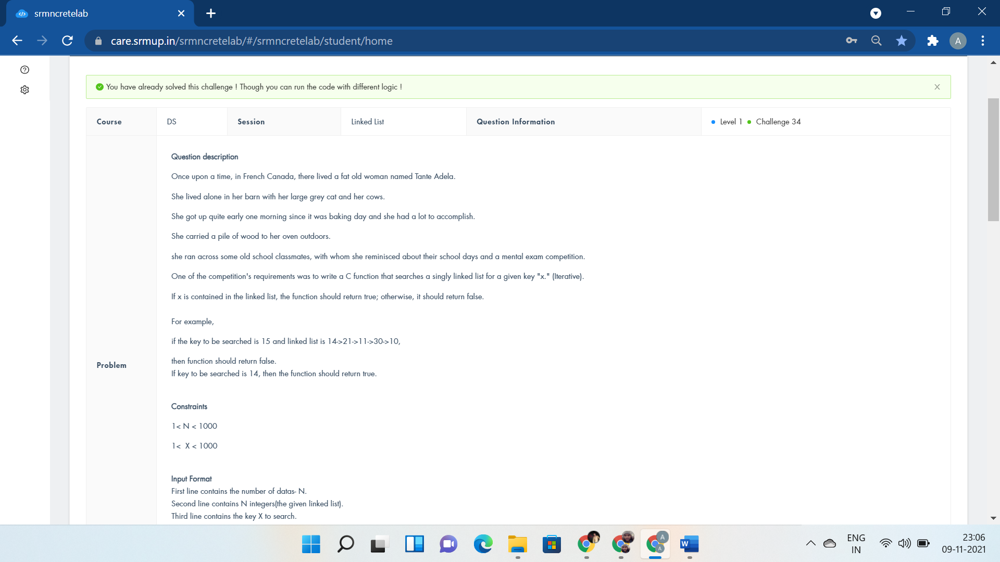 srmncretelab
care.srmup.in/srmncretelab/#/srmncretelab/student/home
A
You have already solved this challenge ! Though you can run the code with different logic !
Course
DS
Session
Linked List
Question Information
Level 1
Challenge 34
Problem
Question description
Once upon a time, in French Canada, there lived a fat old woman named Tante Adela.
She lived alone in her barn with her large grey cat and her cows.
She got up quite early one morning since it was baking day and she had a lot to accomplish.
She carried a pile of wood to her oven outdoors.
she ran across some old school classmates, with whom she reminisced about their school days and a mental exam competition.
One of the competition's requirements was to write a C function that searches a singly linked list for a given key "x." (Iterative).
If x is contained in the linked list, the function should return true; otherwise, it should return false.
For example,
if the key to be searched is 15 and linked list is 14->21->11->30->10,
then function should return false.
If key to be searched is 14, then the function should return true.
Constraints
1< N < 1000
1<  X < 1000
Input Format
First line contains the number of datas- N.
Second line contains N integers(the given linked list).
Third line contains the key X to search.
A
A
W
ENG
IN
23:06
09-11-2021